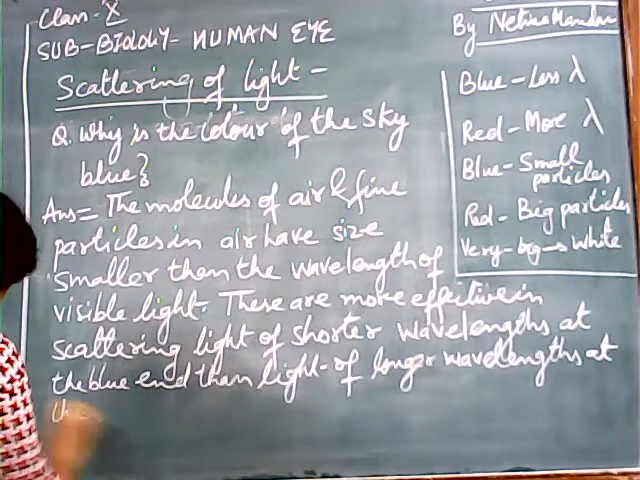 Class - X
SUB-BIOLOGY- HUMAN EYE
By Netina Mandar
Scattering of light -
Q. Why is the colour of the sky
blue?
Ans= The molecules of air & fine
particles in air have size
smaller than the wavelength of
visible light. These are more effective in
scattering light of shorter wavelengths at
the blue end than light of longer wavelengths at
the
Blue - Less λ
Red - More λ
Blue - Small
particles
Red - Big particles
Very - big → white